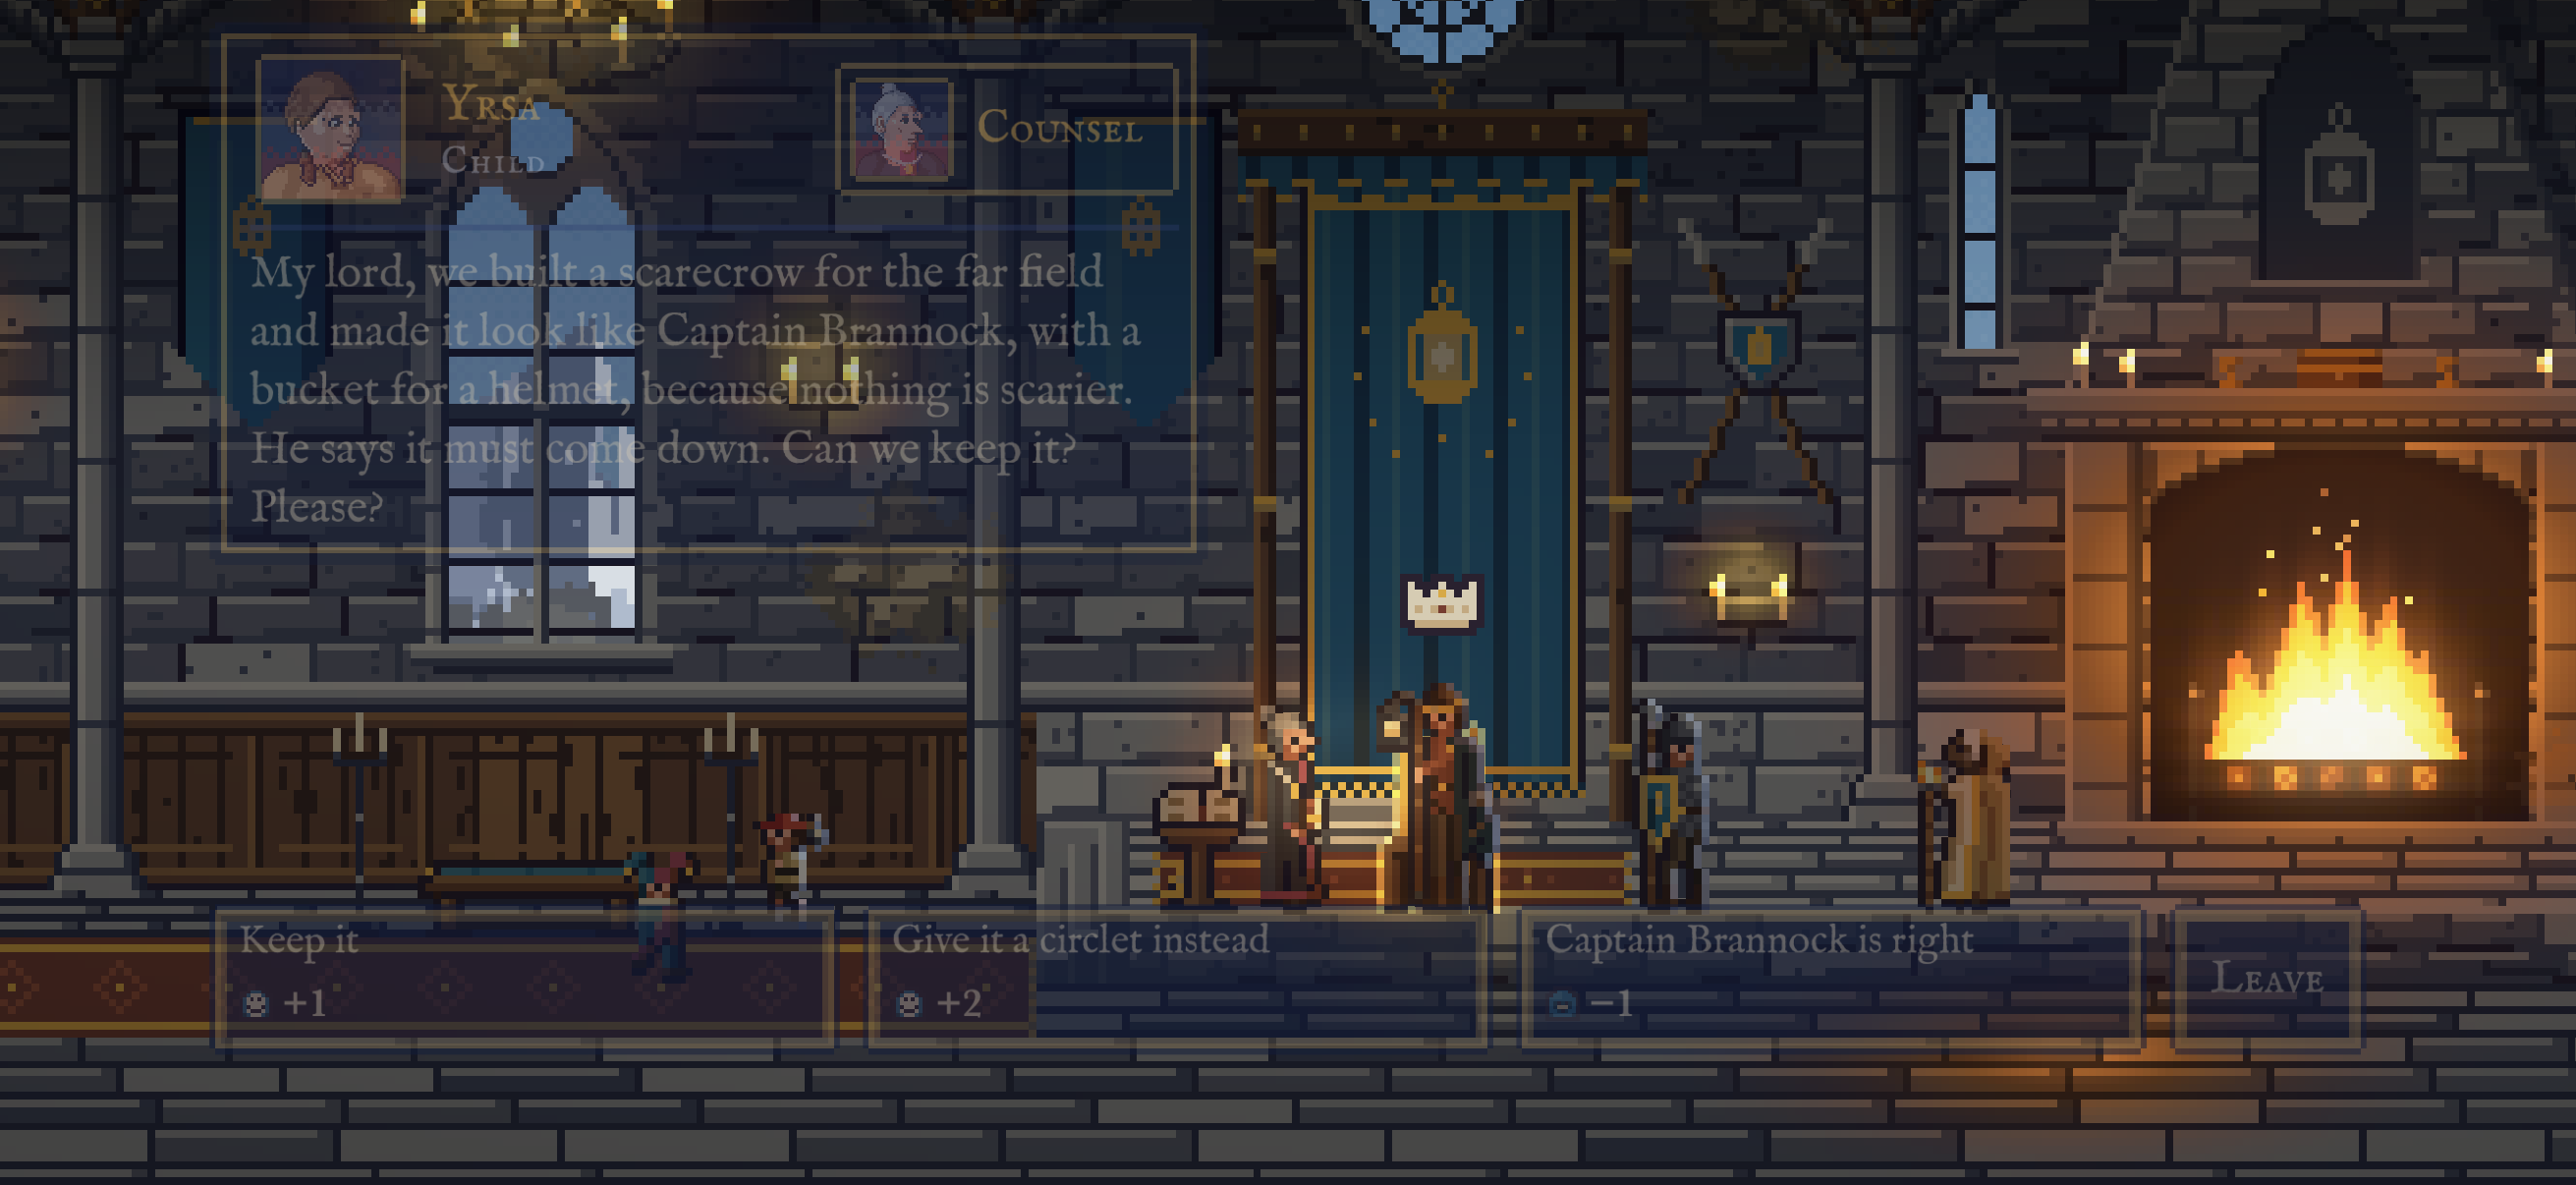 Yrsa
Child
Counsel
My lord, we built a scarecrow for the far field
and made it look like Captain Brannock, with a
bucket for a helmet, because nothing is scarier.
He says it must come down. Can we keep it?
Please?
Keep it
+1
Give it a circlet instead
+2
Captain Brannock is right
−1
Leave